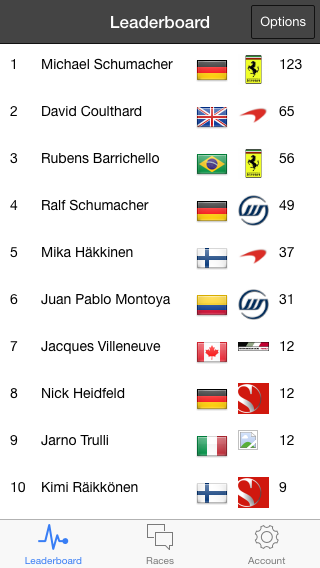 Leaderboard
Options
1 Michael Schumacher 123
2 David Coulthard 65
3 Rubens Barrichello 56
4 Ralf Schumacher 49
5 Mika Häkkinen 37
6 Juan Pablo Montoya 31
7 Jacques Villeneuve 12
8 Nick Heidfeld 12
9 Jarno Trulli 12
10 Kimi Räikkönen 9
Leaderboard Races Account